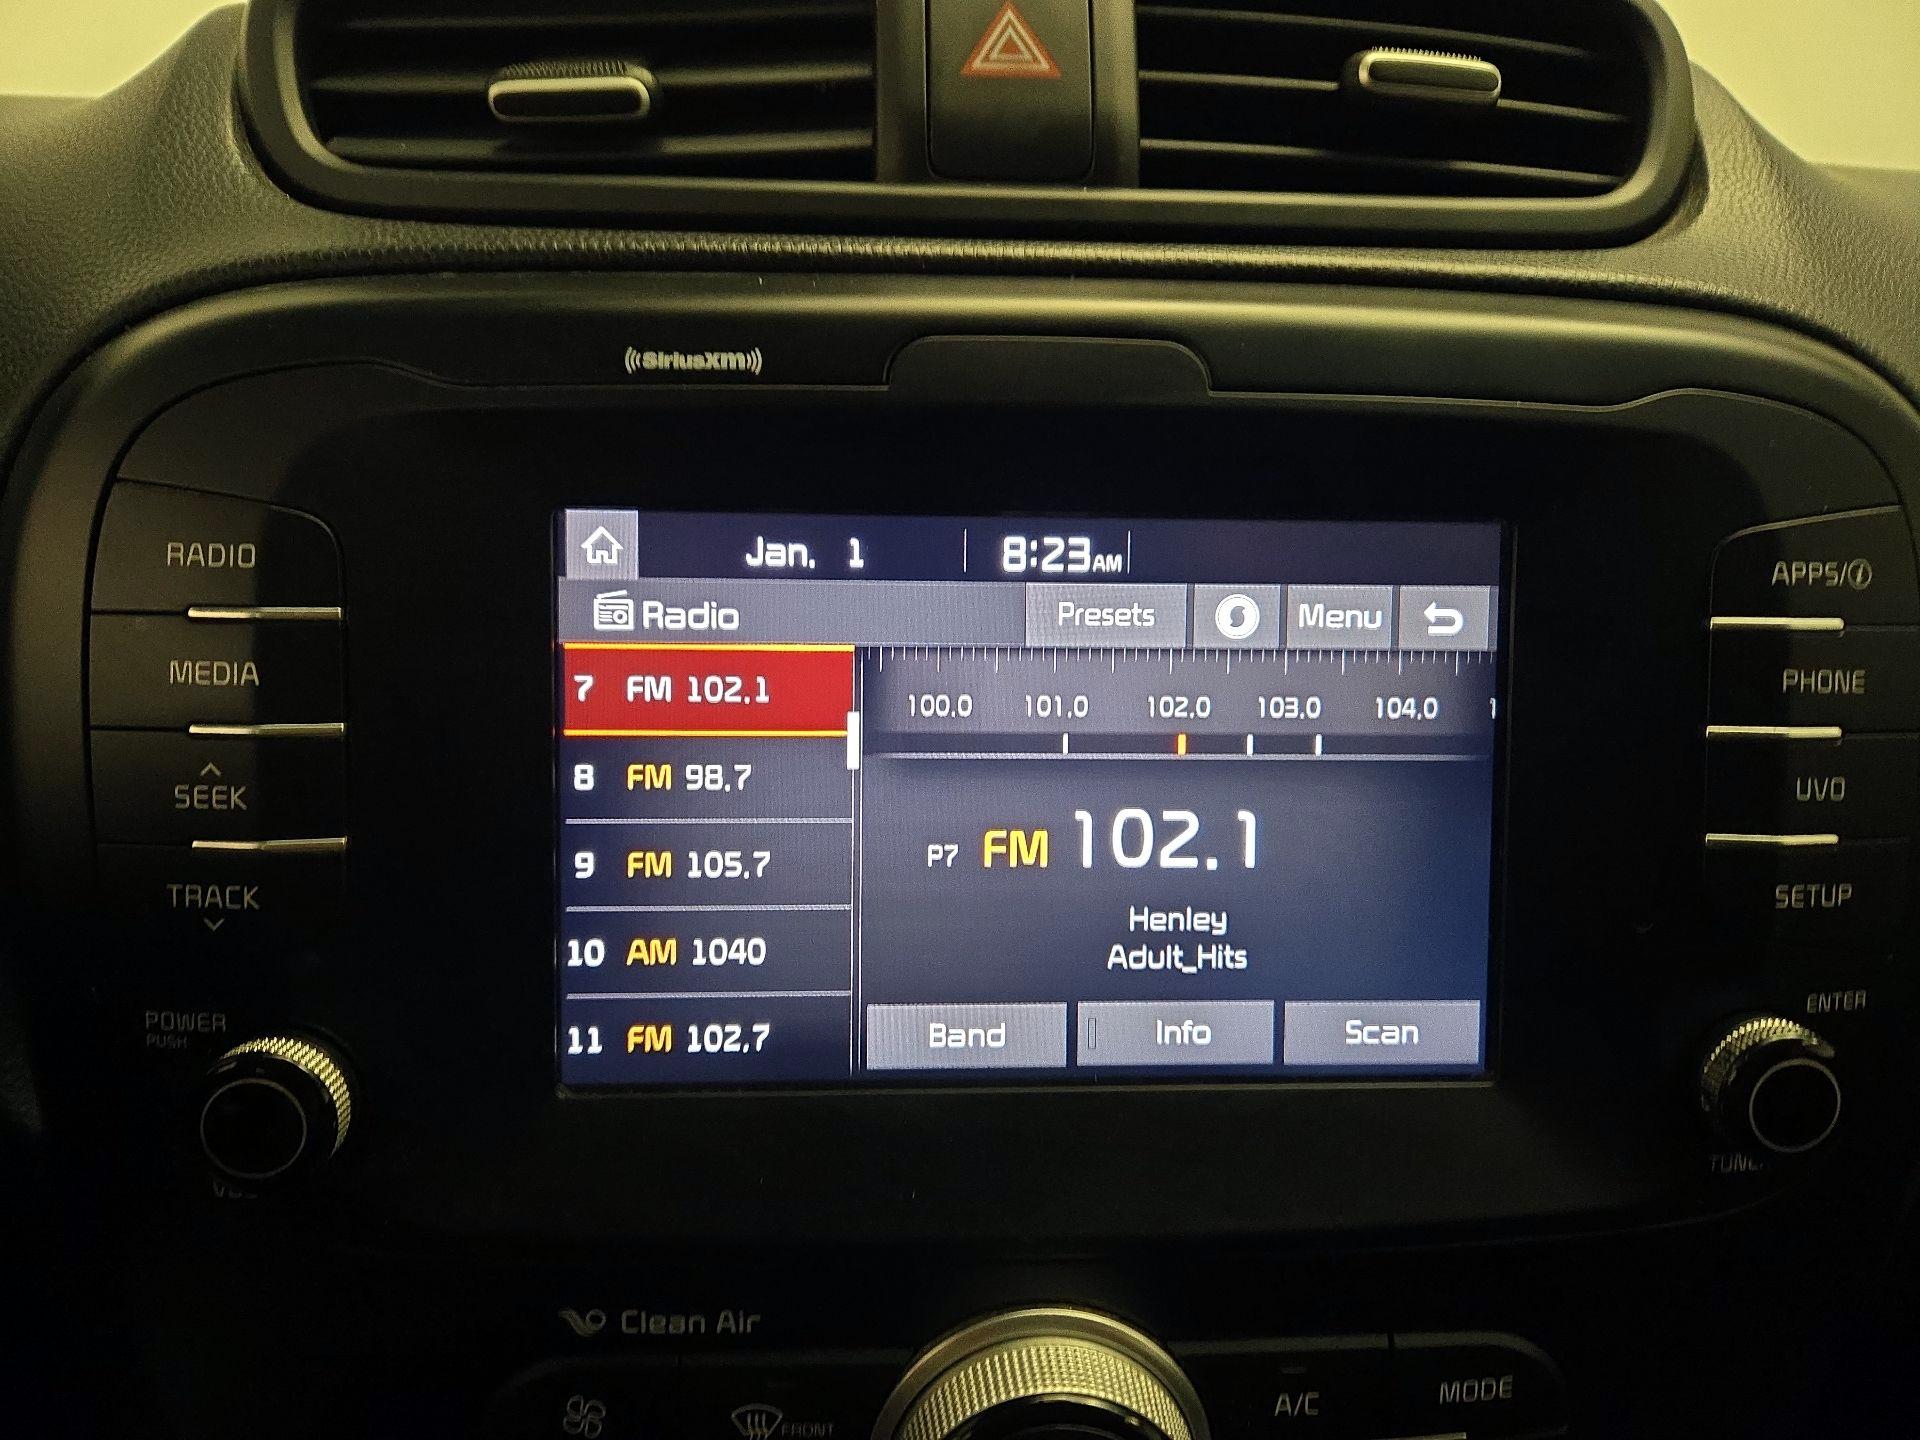 SiriusXM
RADIO
MEDIA
SEEK
TRACK
POWER
PUSH
Jan. 1
8:23AM
Radio
Presets
Menu
7 FM 102.1
8 FM 98.7
9 FM 105.7
10 AM 1040
11 FM 102.7
100.0 101.0 102.0 103.0 104.0
P7 FM 102.1
Henley
Adult_Hits
Band
Info
Scan
APPS/i
PHONE
UVO
SETUP
ENTER
Clean Air
FRONT
A/C
MODE